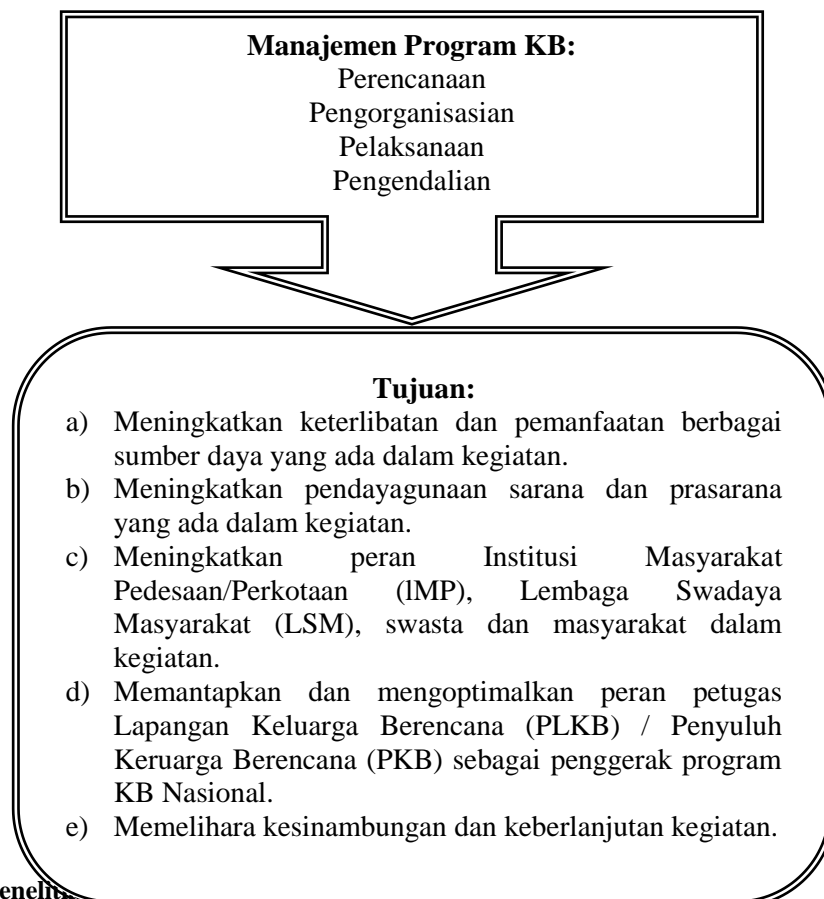 Manajemen Program KB:
Perencanaan
Pengorganisasian
Pelaksanaan
Pengendalian
Tujuan:
a) Meningkatkan keterlibatan dan pemanfaatan berbagai
sumber daya yang ada dalam kegiatan.
b) Meningkatkan pendayagunaan sarana dan prasarana
yang ada dalam kegiatan.
c) Meningkatkan peran Institusi Masyarakat
Pedesaan/Perkotaan (lMP), Lembaga Swadaya
Masyarakat (LSM), swasta dan masyarakat dalam
kegiatan.
d) Memantapkan dan mengoptimalkan peran petugas
Lapangan Keluarga Berencana (PLKB) / Penyuluh
Keruarga Berencana (PKB) sebagai penggerak program
KB Nasional.
e) Memelihara kesinambungan dan keberlanjutan kegiatan.